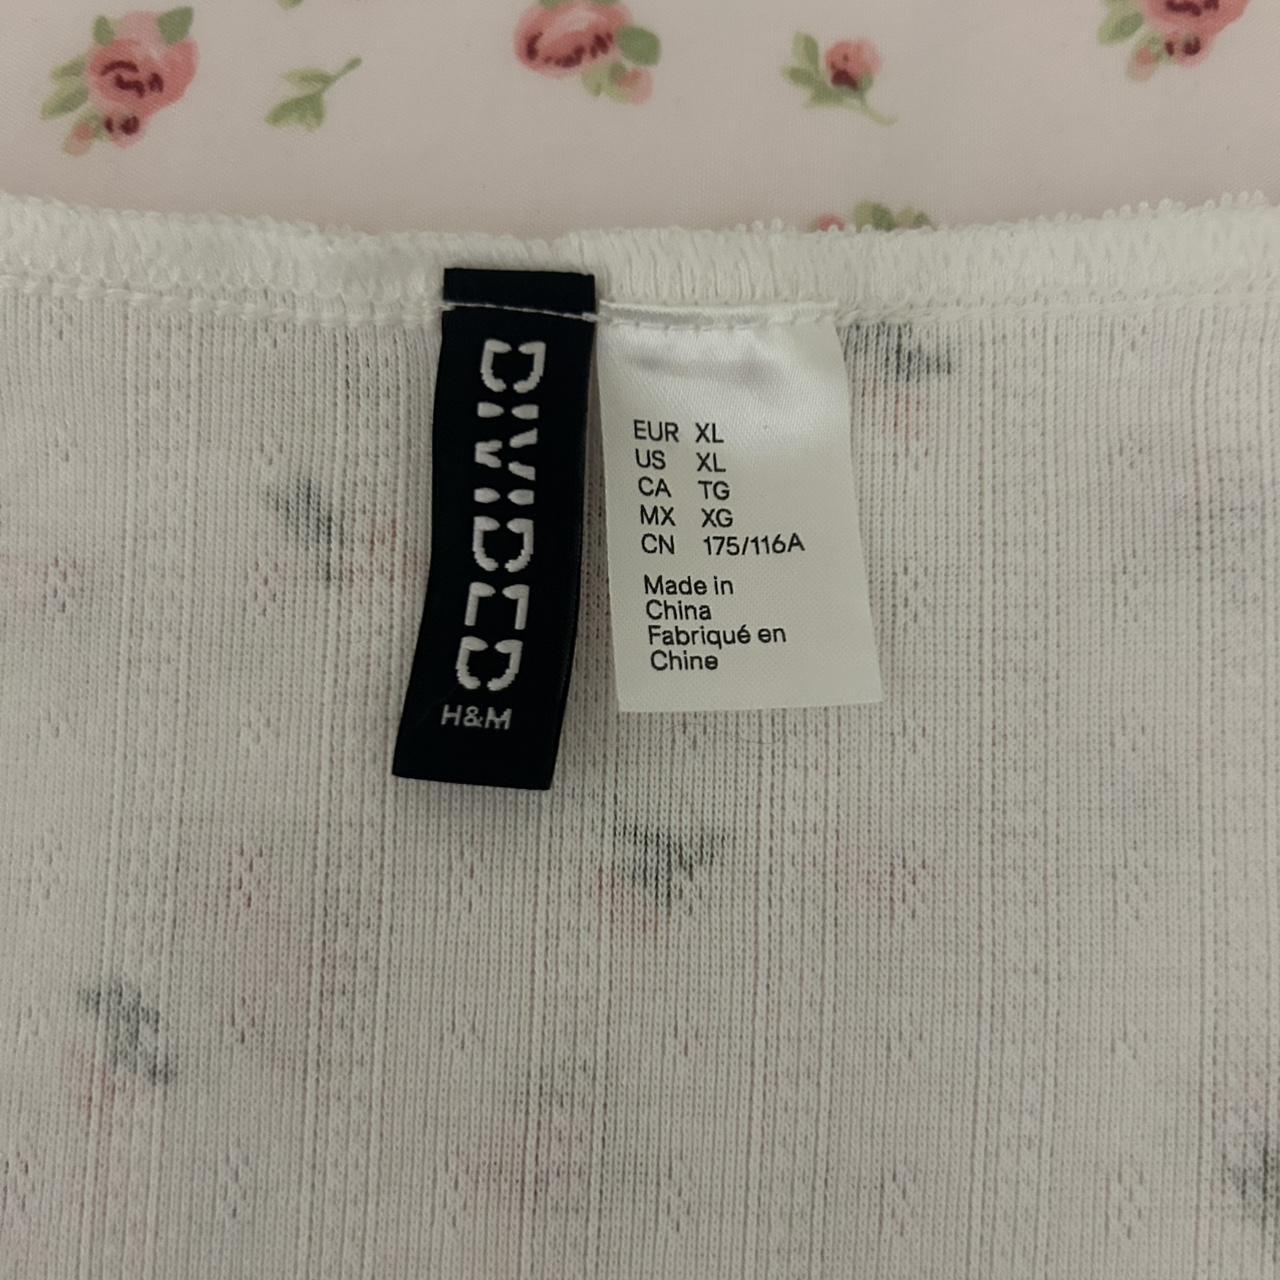 DIVIDED
H&M
EUR XL
US XL
CA TG
MX XG
CN 175/116A
Made in
China
Fabriqué en
Chine